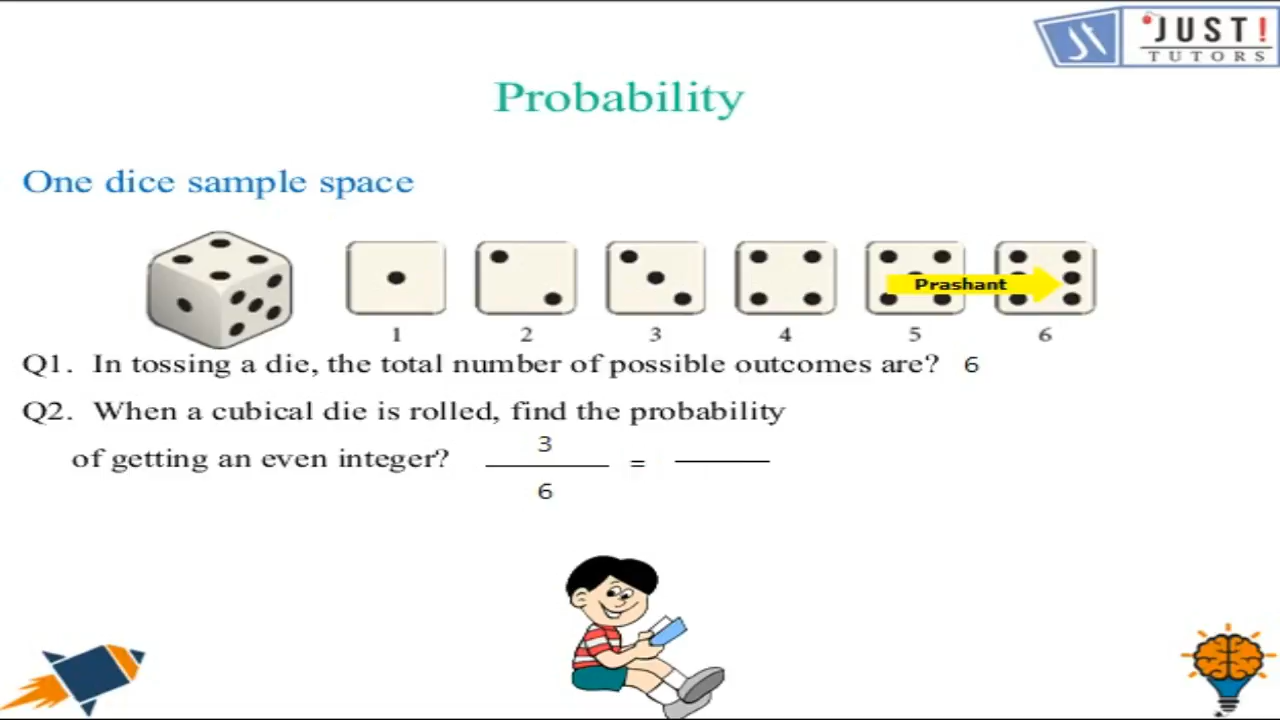 JUST!
TUTORS
Probability
One dice sample space
Prashant
1 2 3 4 5 6
Q1. In tossing a die, the total number of possible outcomes are? 6
Q2. When a cubical die is rolled, find the probability
of getting an even integer? 3/6 = ___